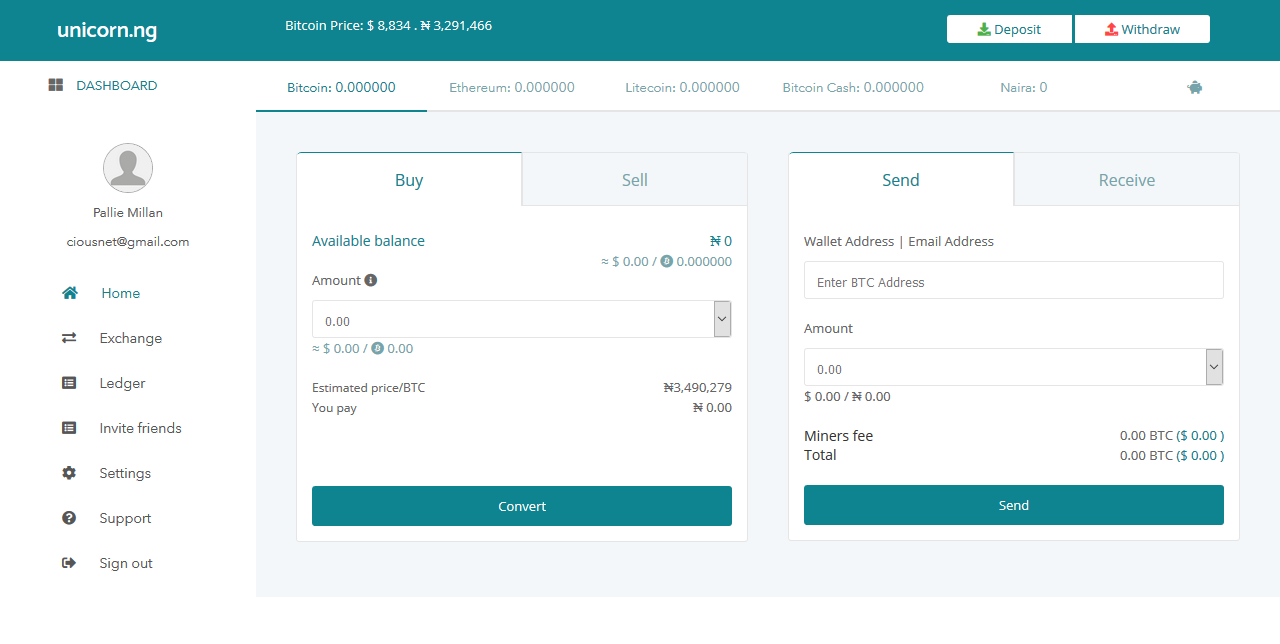 unicorn.ng
Bitcoin Price: $ 8,834 . ₦ 3,291,466
Deposit
Withdraw
DASHBOARD
Bitcoin: 0.000000
Ethereum: 0.000000
Litecoin: 0.000000
Bitcoin Cash: 0.000000
Naira: 0
Pallie Millan
ciousnet@gmail.com
Home
Exchange
Ledger
Invite friends
Settings
Support
Sign out
Buy
Sell
Available balance
₦ 0
≈ $ 0.00 / 0.000000
Amount
0.00
≈ $ 0.00 / 0.00
Estimated price/BTC
₦3,490,279
You pay
₦ 0.00
Convert
Send
Receive
Wallet Address | Email Address
Enter BTC Address
Amount
0.00
$ 0.00 / ₦ 0.00
Miners fee
0.00 BTC ($ 0.00 )
Total
0.00 BTC ($ 0.00 )
Send